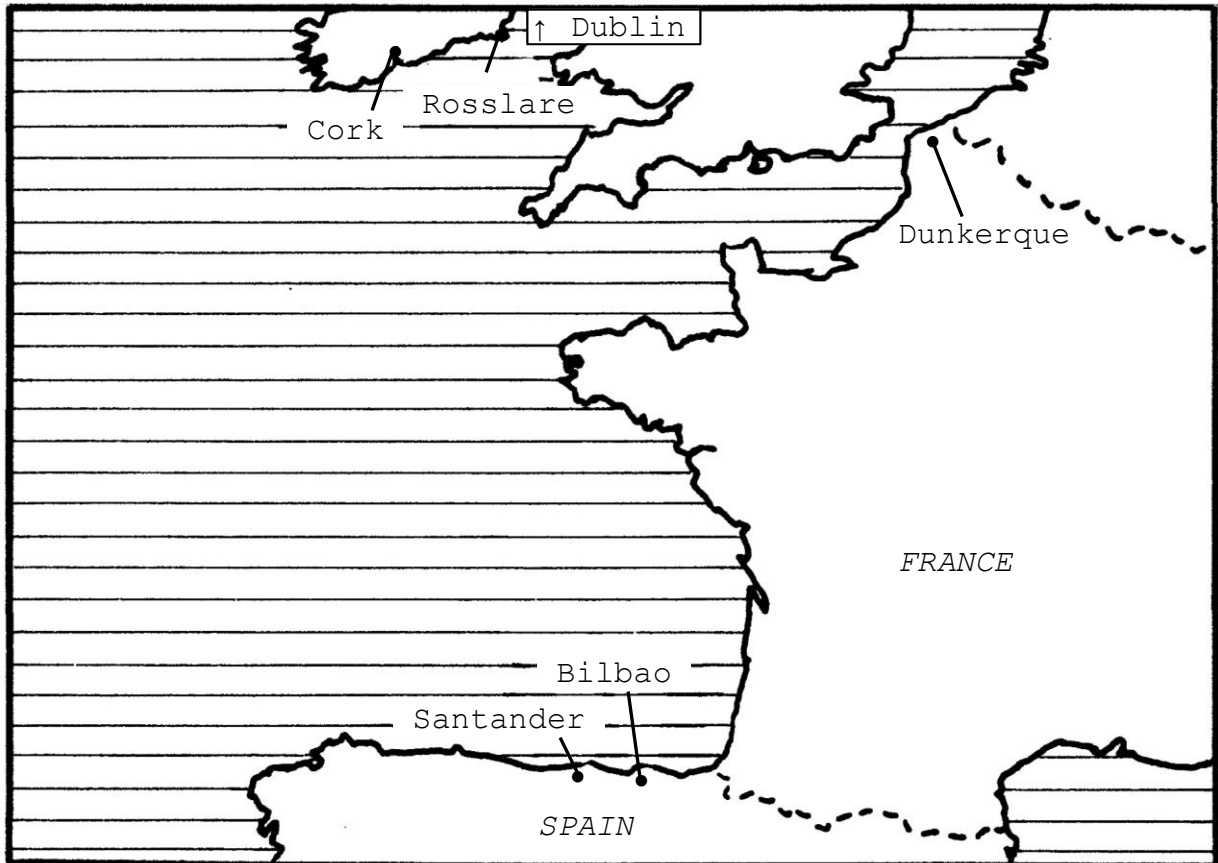 ↑ Dublin
Rosslare
Cork
Dunkerque
FRANCE
Bilbao
Santander
SPAIN